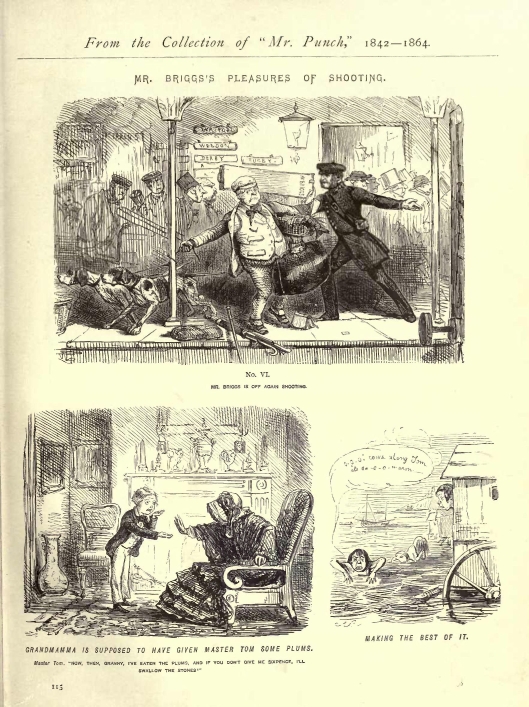 From the Collection of "Mr. Punch," 1842—1864.
MR. BRIGGS'S PLEASURES OF SHOOTING.
DERBY
No. VI.
MR. BRIGGS IS OFF AGAIN SHOOTING.
come along Tom
GRANDMAMMA IS SUPPOSED TO HAVE GIVEN MASTER TOM SOME PLUMS.
Master Tom. "NOW, THEN, GRANNY, I'VE EATEN THE PLUMS, AND IF YOU DON'T GIVE ME SIXPENCE, I'LL
SWALLOW THE STONES!"
MAKING THE BEST OF IT.
115